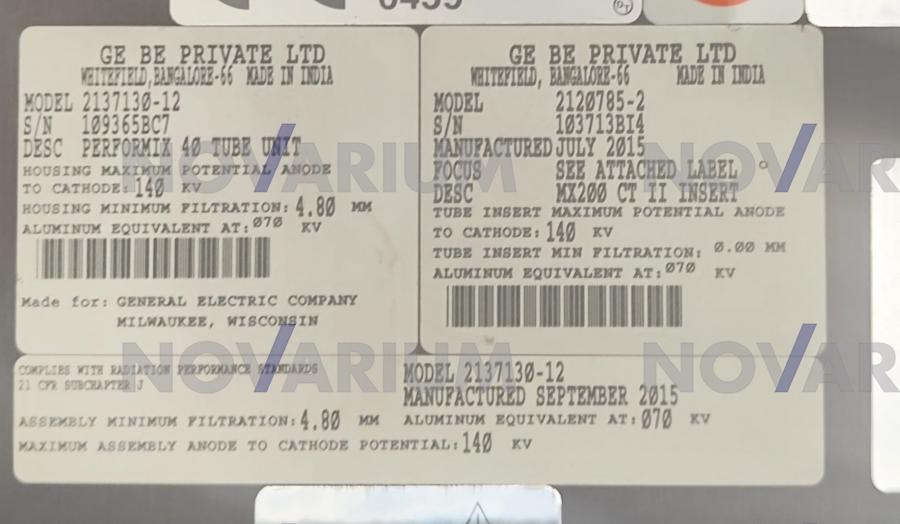 GE BE PRIVATE LTD
WHITEFIELD, BANGALORE-66 MADE IN INDIA
MODEL 2137130-12
S/N 109365BC7
DESC PERFORMIX 40 TUBE UNIT
HOUSING MAXIMUM POTENTIAL ANODE
TO CATHODE: 140 KV
HOUSING MINIMUM FILTRATION: 4.80 MM
ALUMINUM EQUIVALENT AT: 070 KV
Made for: GENERAL ELECTRIC COMPANY
MILWAUKEE, WISCONSIN
GE BE PRIVATE LTD
WHITEFIELD, BANGALORE-66 MADE IN INDIA
MODEL 2120785-2
S/N 103713BI4
MANUFACTURED JULY 2015
FOCUS SEE ATTACHED LABEL
DESC MX200 CT II INSERT
TUBE INSERT MAXIMUM POTENTIAL ANODE
TO CATHODE: 140 KV
TUBE INSERT MIN FILTRATION: 0.00 MM
ALUMINUM EQUIVALENT AT: 070 KV
COMPLIES WITH RADIATION PERFORMANCE STANDARDS
21 CFR SUBCHAPTER J
MODEL 2137130-12
MANUFACTURED SEPTEMBER 2015
ASSEMBLY MINIMUM FILTRATION: 4.80 MM ALUMINUM EQUIVALENT AT: 070 KV
MAXIMUM ASSEMBLY ANODE TO CATHODE POTENTIAL: 140 KV
NOVARIUM
NOVARIUM